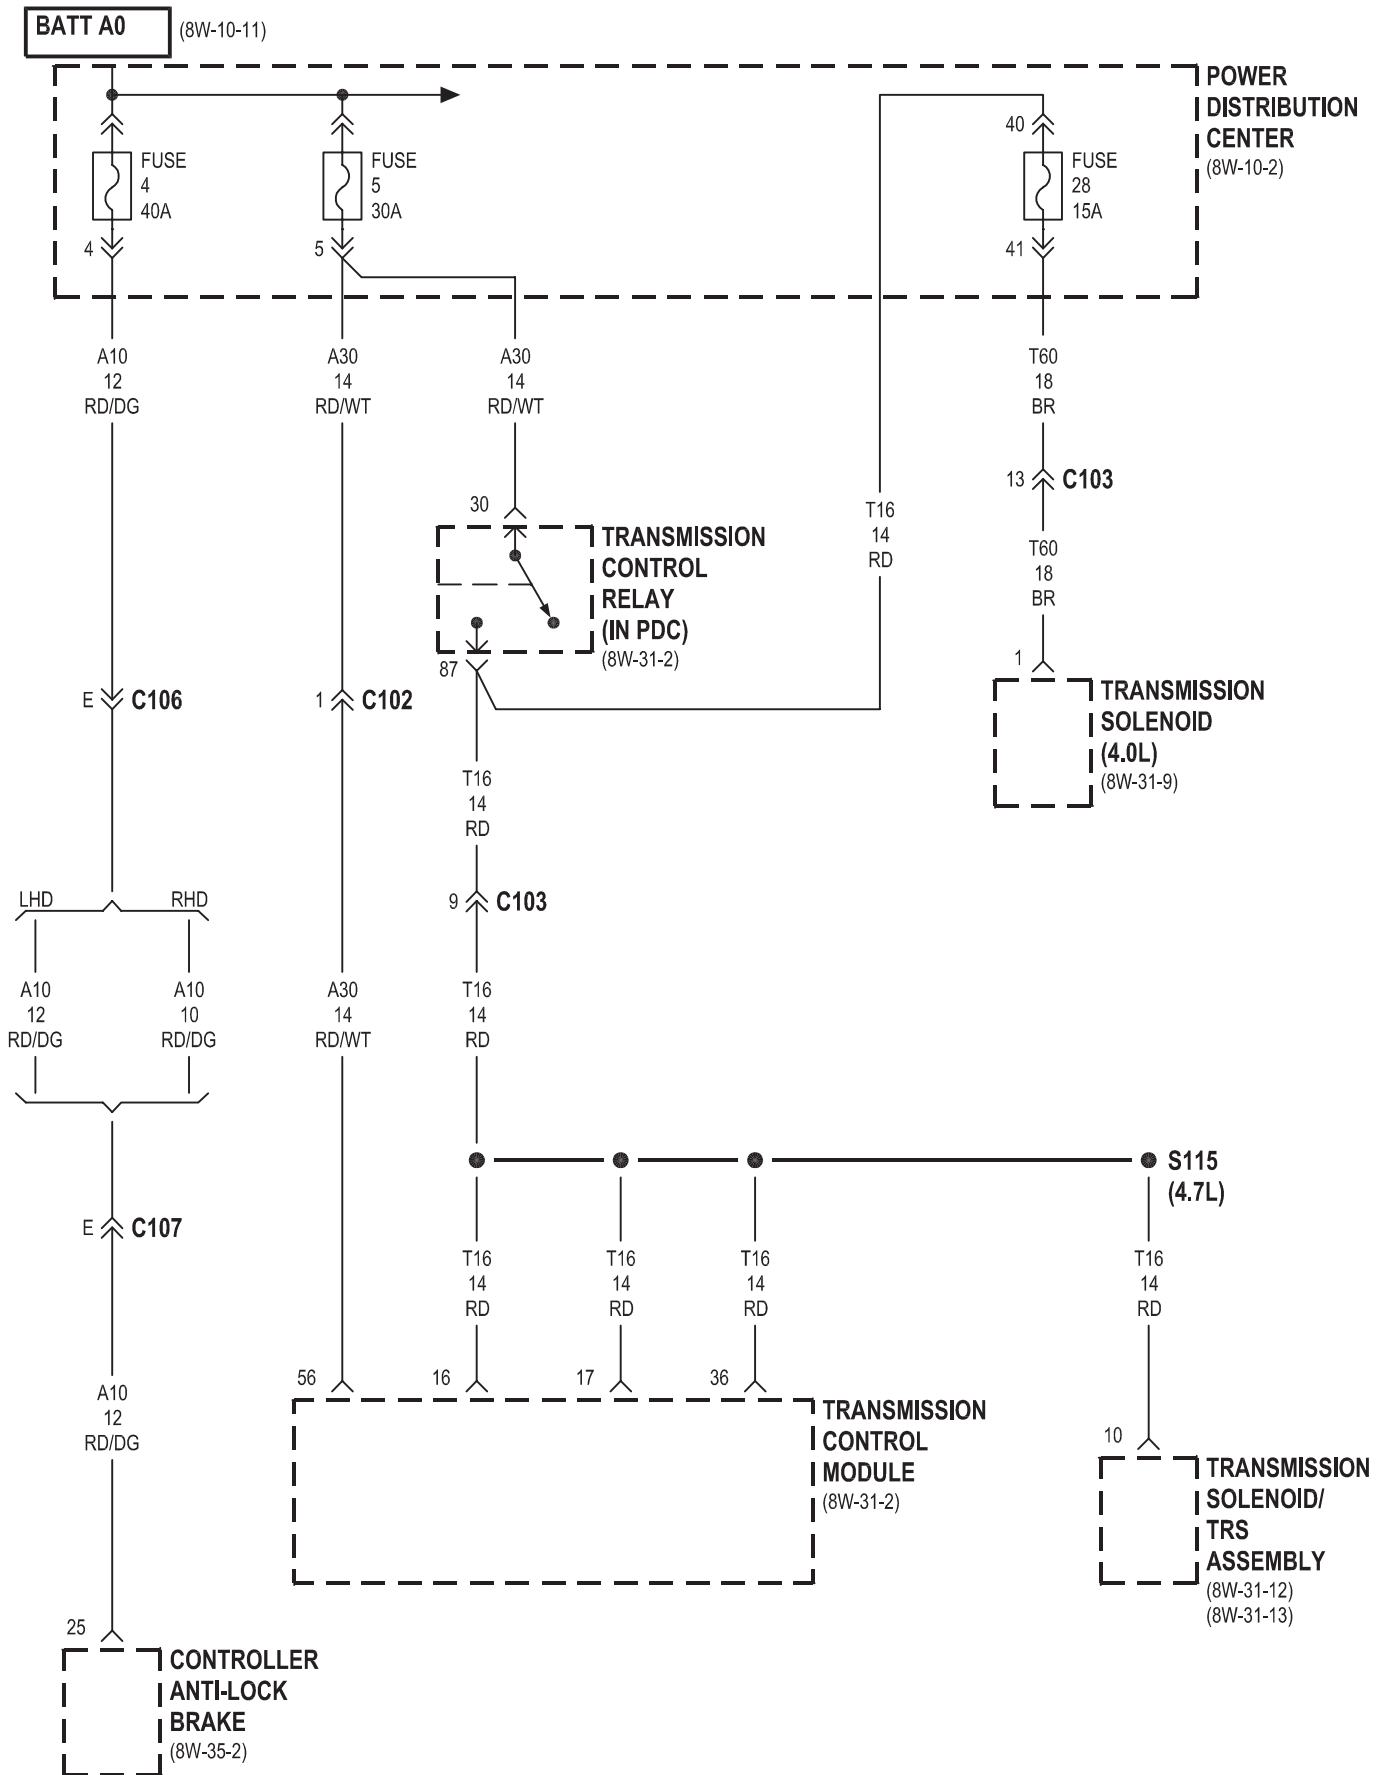 BATT A0 (8W-10-11)
POWER
DISTRIBUTION
CENTER
(8W-10-2)
FUSE
4
40A
4
FUSE
5
30A
5
40
FUSE
28
15A
41
A10
12
RD/DG
A30
14
RD/WT
A30
14
RD/WT
T60
18
BR
13 C103
T16
14
RD
T60
18
BR
30
TRANSMISSION
CONTROL
RELAY
(IN PDC)
(8W-31-2)
87
1
TRANSMISSION
SOLENOID
(4.0L)
(8W-31-9)
E C106
1 C102
T16
14
RD
9 C103
LHD RHD
A10
12
RD/DG
A10
10
RD/DG
A30
14
RD/WT
T16
14
RD
S115
(4.7L)
E C107
T16
14
RD
T16
14
RD
T16
14
RD
T16
14
RD
56 16 17 36
TRANSMISSION
CONTROL
MODULE
(8W-31-2)
A10
12
RD/DG
10
TRANSMISSION
SOLENOID/
TRS
ASSEMBLY
(8W-31-12)
(8W-31-13)
25
CONTROLLER
ANTI-LOCK
BRAKE
(8W-35-2)